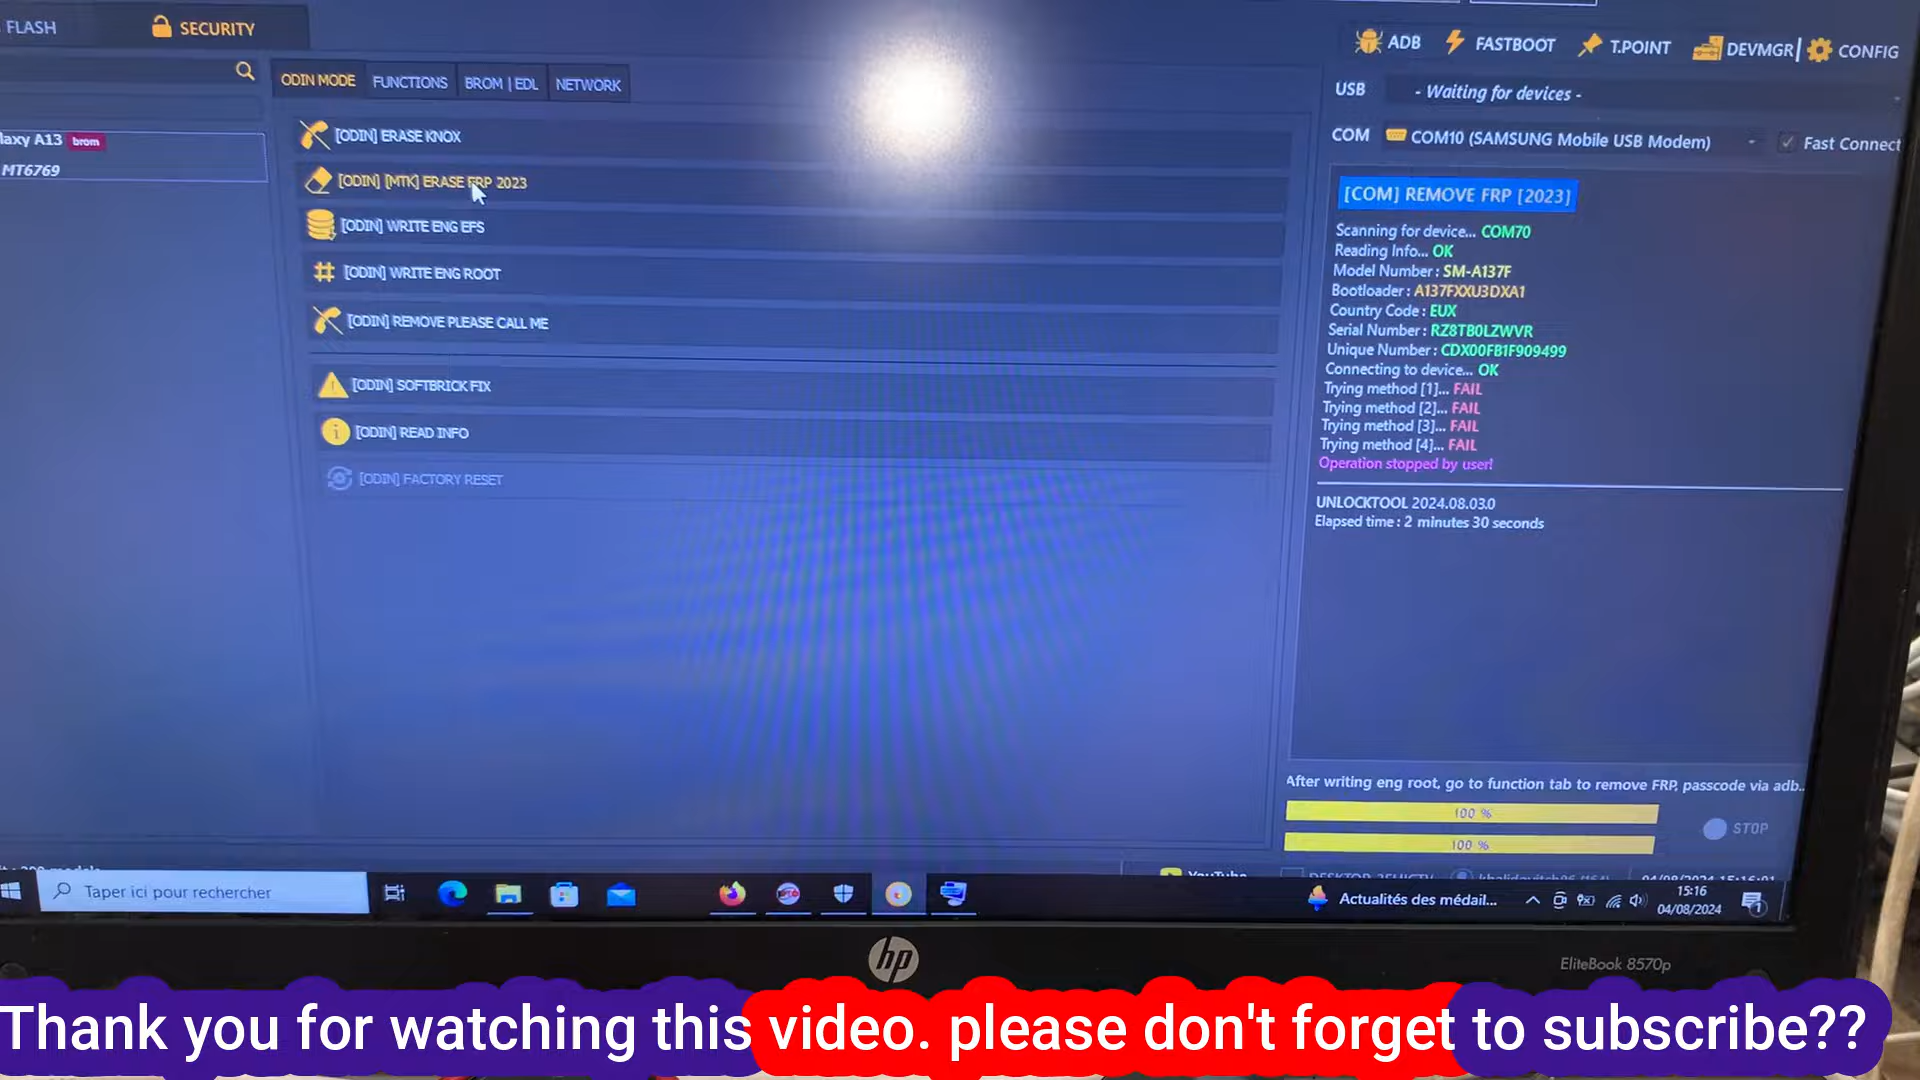 FLASH
SECURITY
ADB
FASTBOOT
T.POINT
DEVMGR
CONFIG
ODIN MODE
FUNCTIONS
BROM | EDL
NETWORK
USB
- Waiting for devices -
COM
COM10 (SAMSUNG Mobile USB Modem)
Fast Connect
laxy A13 brom
MT6769
[ODIN] ERASE KNOX
[ODIN] [MTK] ERASE FRP 2023
[ODIN] WRITE ENG EFS
[ODIN] WRITE ENG ROOT
[ODIN] REMOVE PLEASE CALL ME
[ODIN] SOFTBRICK FIX
[ODIN] READ INFO
[ODIN] FACTORY RESET
[COM] REMOVE FRP [2023]
Scanning for device... COM70
Reading Info... OK
Model Number : SM-A137F
Bootloader : A137FXXU3DXA1
Country Code : EUX
Serial Number : RZ8TB0LZWVR
Unique Number : CDX00FB1F909499
Connecting to device... OK
Trying method [1]... FAIL
Trying method [2]... FAIL
Trying method [3]... FAIL
Trying method [4]... FAIL
Operation stopped by user!
UNLOCKTOOL 2024.08.03.0
Elapsed time : 2 minutes 30 seconds
After writing eng root, go to function tab to remove FRP, passcode via adb..
100 %
100 %
STOP
YouTube
Taper ici pour rechercher
Actualités des médail...
15:16
04/08/2024
1
hp
EliteBook 8570p
Thank you for watching this video. please don't forget to subscribe??